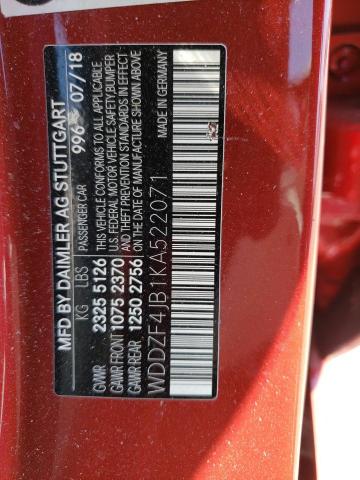 MFD BY DAIMLER AG STUTTGART
PASSENGER CAR 996 07/18
KG LBS
GVWR 2325 5126
GAWR FRONT 1075 2370
GAWR REAR 1250 2756
THIS VEHICLE CONFORMS TO ALL APPLICABLE
U.S. FEDERAL MOTOR VEHICLE SAFETY, BUMPER,
AND THEFT PREVENTION STANDARDS IN EFFECT
ON THE DATE OF MANUFACTURE SHOWN ABOVE.
MADE IN GERMANY
WDDZF4JB1KA522071